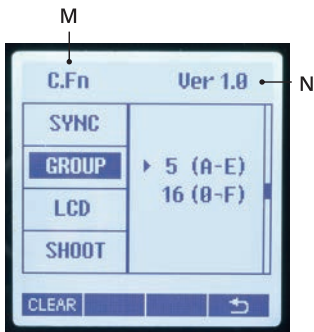 M
C.Fn Ver 1.0 N
SYNC
GROUP 5 (A-E)
16 (0-F)
LCD
SHOOT
CLEAR